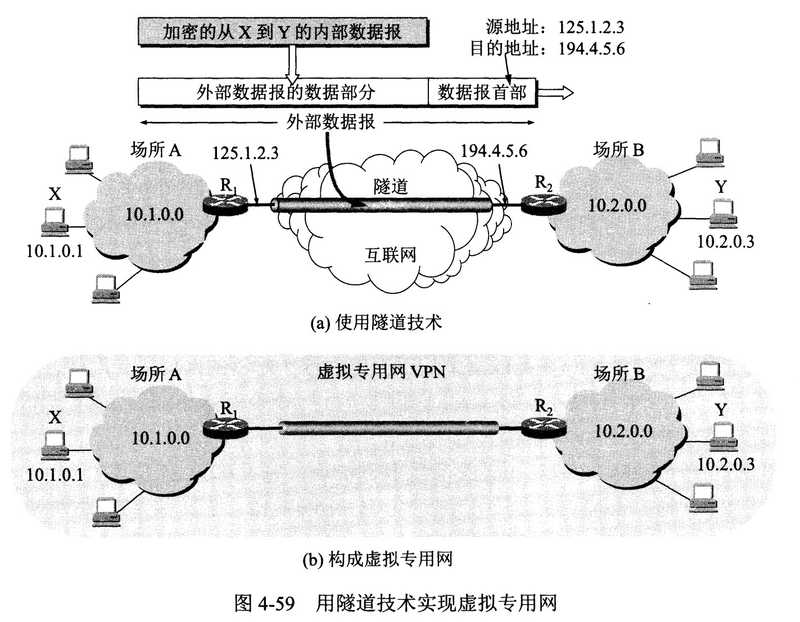 加密的从 X 到 Y 的内部数据报
源地址：125.1.2.3
目的地址：194.4.5.6
外部数据报的数据部分
数据报首部
外部数据报
场所 A
125.1.2.3
194.4.5.6
场所 B
X
R1
隧道
R2
Y
10.1.0.0
10.2.0.0
10.1.0.1
互联网
10.2.0.3
(a) 使用隧道技术
场所 A
虚拟专用网 VPN
场所 B
X
R1
R2
Y
10.1.0.0
10.2.0.0
10.1.0.1
10.2.0.3
(b) 构成虚拟专用网
图 4-59 用隧道技术实现虚拟专用网